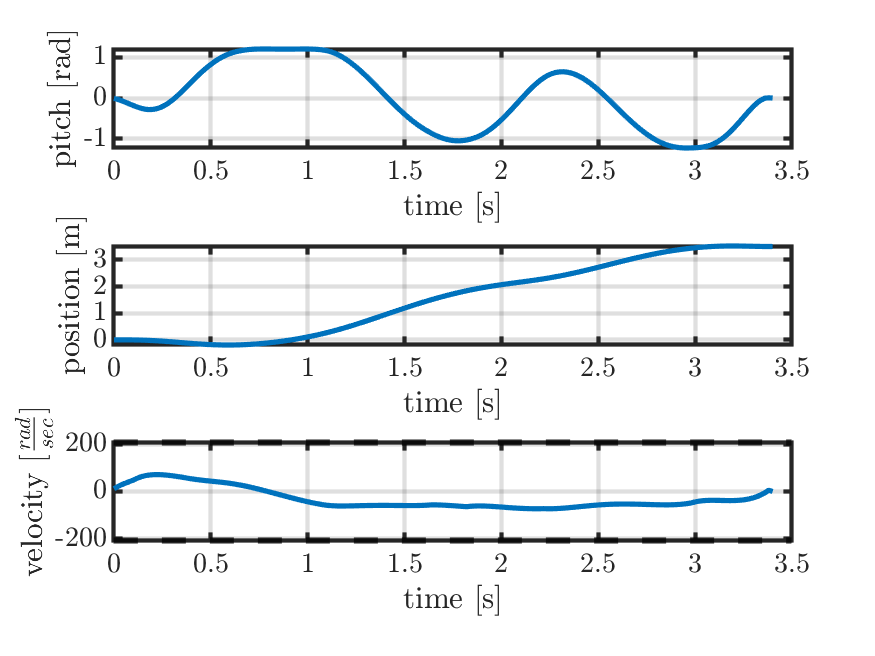 pitch [rad]
1
0
-1
0 0.5 1 1.5 2 2.5 3 3.5
time [s]
position [m]
3
2
1
0
0 0.5 1 1.5 2 2.5 3 3.5
time [s]
velocity [rad/sec]
200
0
-200
0 0.5 1 1.5 2 2.5 3 3.5
time [s]